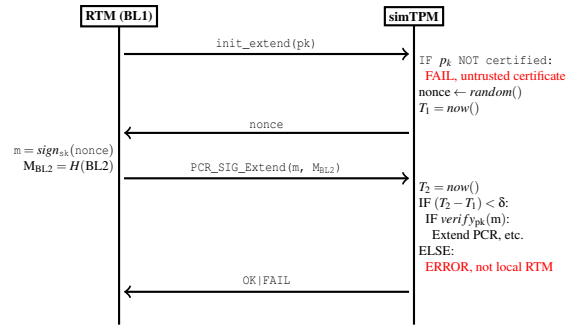 RTM (BL1)
simTPM
init_extend(pk)
IF pₖ NOT certified:
FAIL, untrusted certificate
nonce ← random()
T₁ = now()
nonce
m = signₛₖ(nonce)
M_BL2 = H(BL2)
PCR_SIG_Extend(m, M_BL2)
T₂ = now()
IF (T₂ − T₁) < δ:
IF verifyₚₖ(m):
Extend PCR, etc.
ELSE:
ERROR, not local RTM
OK|FAIL